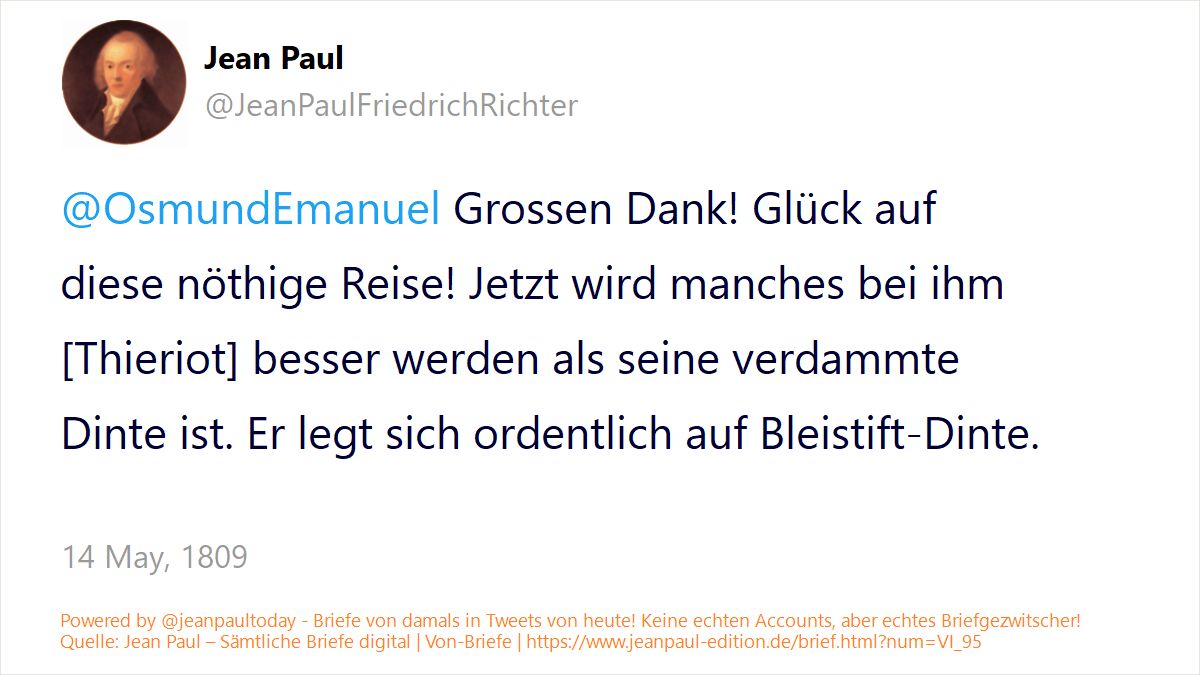 Jean Paul
@JeanPaulFriedrichRichter
@OsmundEmanuel Grossen Dank! Glück auf
diese nöthige Reise! Jetzt wird manches bei ihm
[Thieriot] besser werden als seine verdammte
Dinte ist. Er legt sich ordentlich auf Bleistift-Dinte.
14 May, 1809
Powered by @jeanpaultoday - Briefe von damals in Tweets von heute! Keine echten Accounts, aber echtes Briefgezwitscher!
Quelle: Jean Paul – Sämtliche Briefe digital | Von-Briefe | https://www.jeanpaul-edition.de/brief.html?num=VI_95